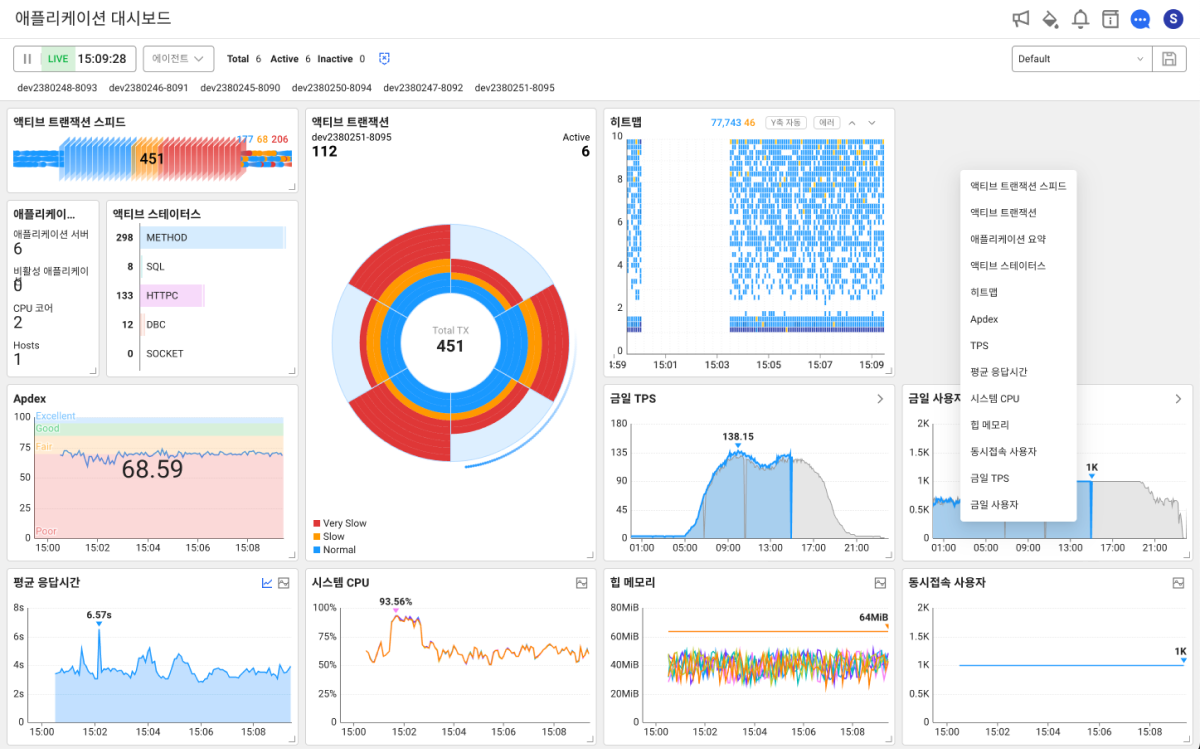 애플리케이션 대시보드
S
LIVE 15:09:28
에이전트
Total 6 Active 6 Inactive 0
Default
dev2380248-8093 dev2380246-8091 dev2380245-8090 dev2380250-8094 dev2380247-8092 dev2380251-8095
액티브 트랜잭션 스피드
177 68 206
451
애플리케이...
애플리케이션 서버
6
비활성 애플리케이
0
CPU 코어
2
Hosts
1
액티브 스테이터스
298 METHOD
8 SQL
133 HTTPC
12 DBC
0 SOCKET
액티브 트랜잭션
dev2380251-8095
112
Active
6
Total TX
451
Very Slow
Slow
Normal
히트맵
77,743 46 Y축 자동 에러
10
8
6
4
2
0
4:59 15:01 15:03 15:05 15:07 15:09
액티브 트랜잭션 스피드
액티브 트랜잭션
애플리케이션 요약
액티브 스테이터스
히트맵
Apdex
TPS
평균 응답시간
시스템 CPU
힙 메모리
동시접속 사용자
금일 TPS
금일 사용자
Apdex
100
75
50
25
0
Excellent
Good
Fair
Poor
68.59
15:00 15:02 15:04 15:06 15:08
금일 TPS
180
135
90
45
0
138.15
01:00 05:00 09:00 13:00 17:00 21:00
금일 사용자
2K
1.5K
1K
0.5K
0
1K
01:00 05:00 09:00 13:00 17:00 21:00
평균 응답시간
8s
6s
4s
2s
0
6.57s
15:00 15:02 15:04 15:06 15:08
시스템 CPU
100%
75%
50%
25%
0
93.56%
15:00 15:02 15:04 15:06 15:08
힙 메모리
80MiB
60MiB
40MiB
20MiB
0
64MiB
15:00 15:02 15:04 15:06 15:08
동시접속 사용자
2K
1.5K
1K
0.5K
0
1K
15:00 15:02 15:04 15:06 15:08